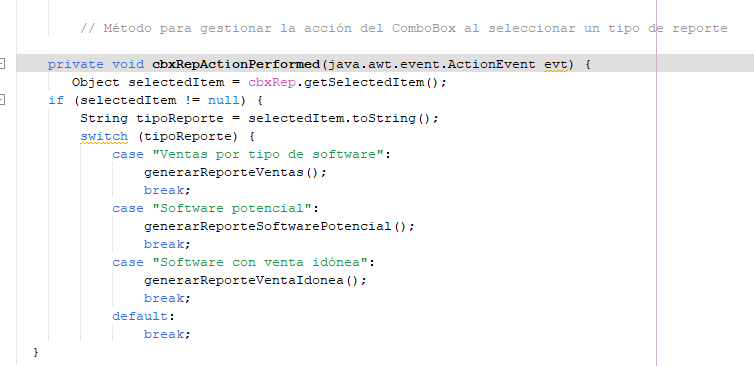 // Método para gestionar la acción del ComboBox al seleccionar un tipo de reporte
private void cbxRepActionPerformed(java.awt.event.ActionEvent evt) {
Object selectedItem = cbxRep.getSelectedItem();
if (selectedItem != null) {
String tipoReporte = selectedItem.toString();
switch (tipoReporte) {
case "Ventas por tipo de software":
generarReporteVentas();
break;
case "Software potencial":
generarReporteSoftwarePotencial();
break;
case "Software con venta idónea":
generarReporteVentaIdonea();
break;
default:
break;
}